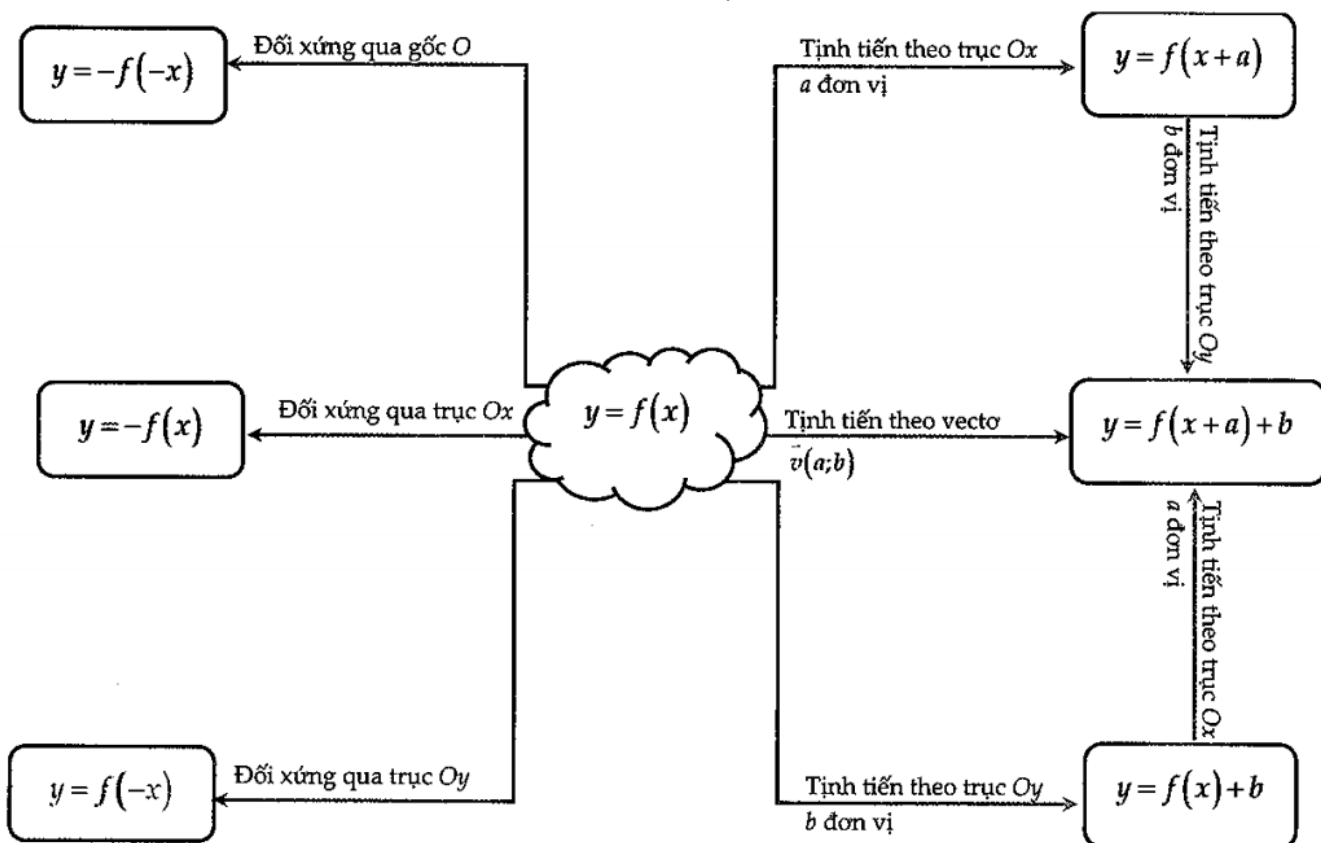 y = -f(-x)
Đối xứng qua gốc O
Tịnh tiến theo trục Ox
a đơn vị
y = f(x+a)
Tịnh tiến theo trục Oy
b đơn vị
y = -f(x)
Đối xứng qua trục Ox
y = f(x)
Tịnh tiến theo vectơ
v⃗(a;b)
y = f(x+a)+b
Tịnh tiến theo trục Ox
a đơn vị
y = f(-x)
Đối xứng qua trục Oy
Tịnh tiến theo trục Oy
b đơn vị
y = f(x)+b